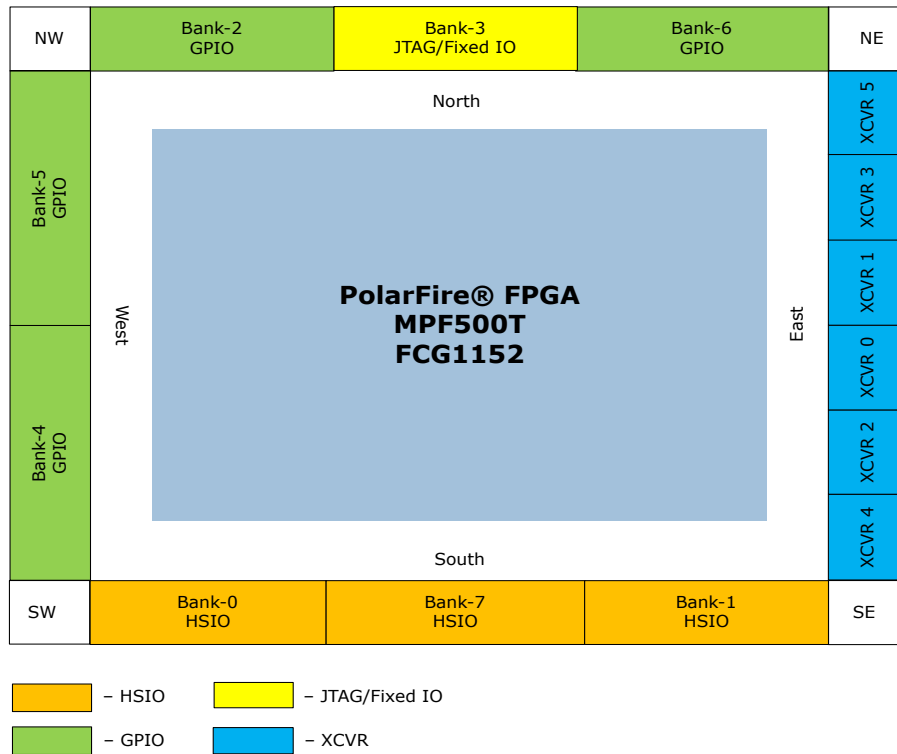 NW
Bank-2
GPIO
Bank-3
JTAG/Fixed IO
Bank-6
GPIO
NE
North
Bank-5
GPIO
Bank-4
GPIO
West
PolarFire® FPGA
MPF500T
FCG1152
East
XCVR 5
XCVR 3
XCVR 1
XCVR 0
XCVR 2
XCVR 4
South
SW
Bank-0
HSIO
Bank-7
HSIO
Bank-1
HSIO
SE
– HSIO
– JTAG/Fixed IO
– GPIO
– XCVR